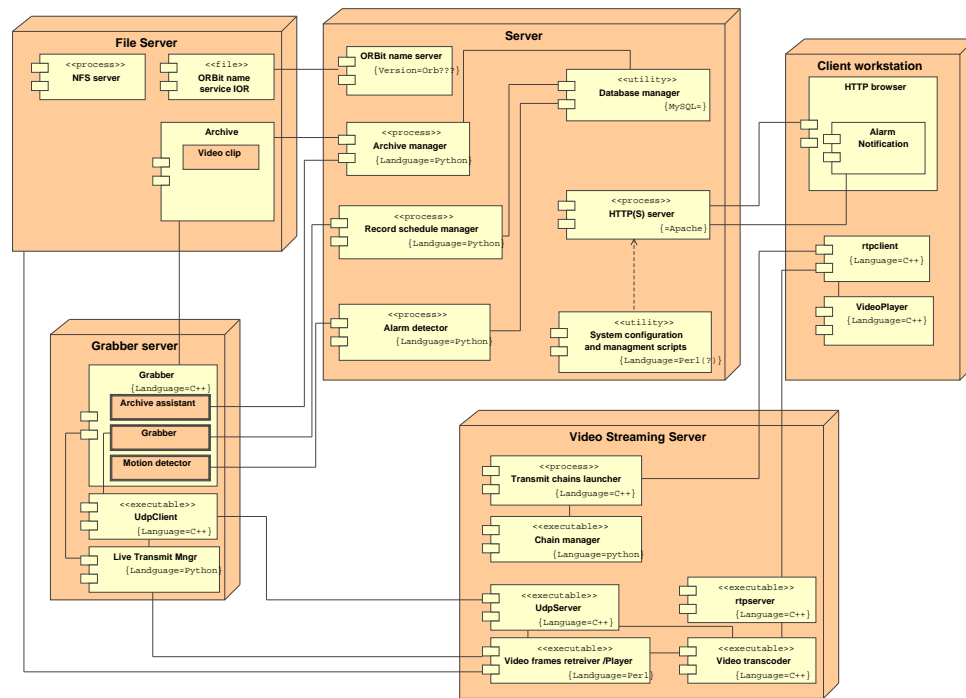 File Server
<<process>>
NFS server
<<file>>
ORBit name
service IOR
Archive
Video clip
Server
ORBit name server
{Version=Orb???}
<<utility>>
Database manager
{MySQL=}
<<process>>
Archive manager
{Landguage=Python}
<<process>>
Record schedule manager
{Landguage=Python}
<<process>>
HTTP(S) server
{=Apache}
<<process>>
Alarm detector
{Landguage=Python}
<<utility>>
System configuration
and managment scripts
{Landguage=Perl(?)}
Client workstation
HTTP browser
Alarm
Notification
rtpclient
{Language=C++}
VideoPlayer
{Language=C++}
Grabber server
Grabber
{Landguage=C++}
Archive assistant
Grabber
Motion detector
<<executable>>
UdpClient
{Language=C++}
Live Transmit Mngr
{Landguage=Python}
Video Streaming Server
<<process>>
Transmit chains launcher
{Landguage=C++}
<<executable>>
Chain manager
{Language=python}
<<executable>>
UdpServer
{Language=C++}
<<executable>>
rtpserver
{Language=C++}
<<executable>>
Video frames retreiver /Player
{Landguage=Perl}
<<executable>>
Video transcoder
{Language=C++}